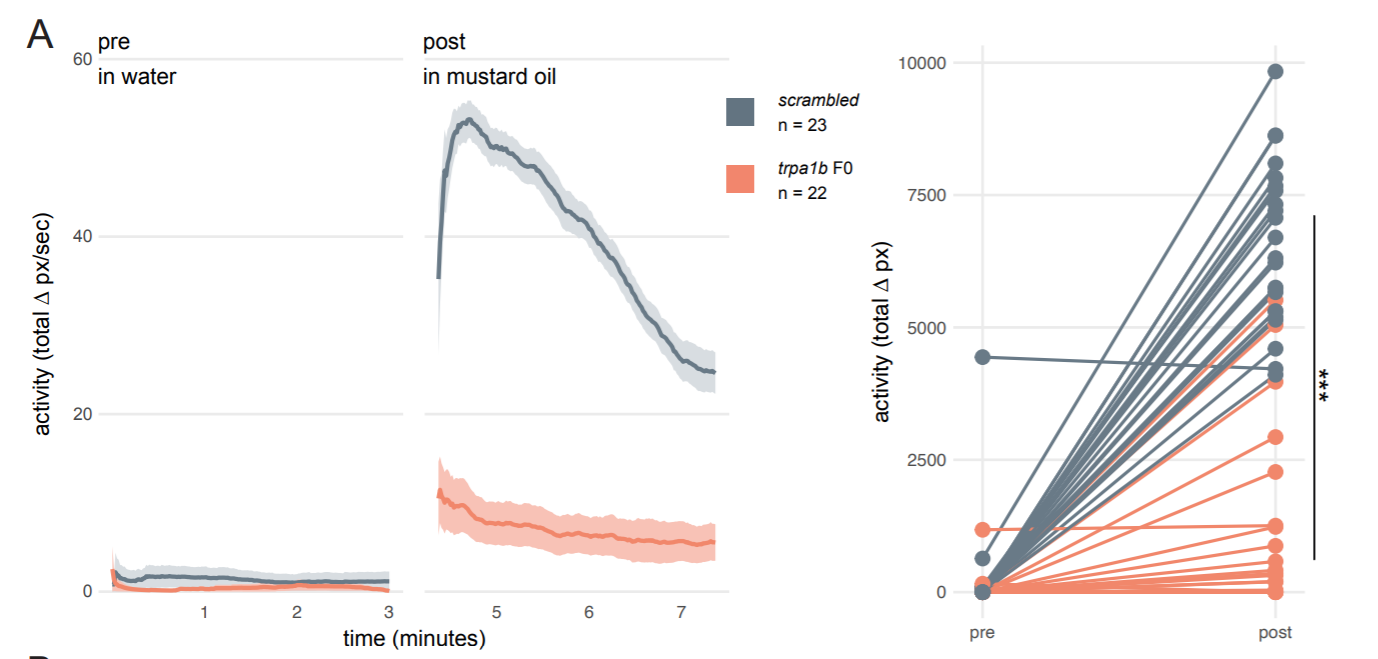 A
pre
in water
post
in mustard oil
60
40
20
0
activity (total Δ px/sec)
1
2
3
5
6
7
time (minutes)
scrambled
n = 23
trpa1b F0
n = 22
activity (total Δ px)
10000
7500
5000
2500
0
pre
post
***